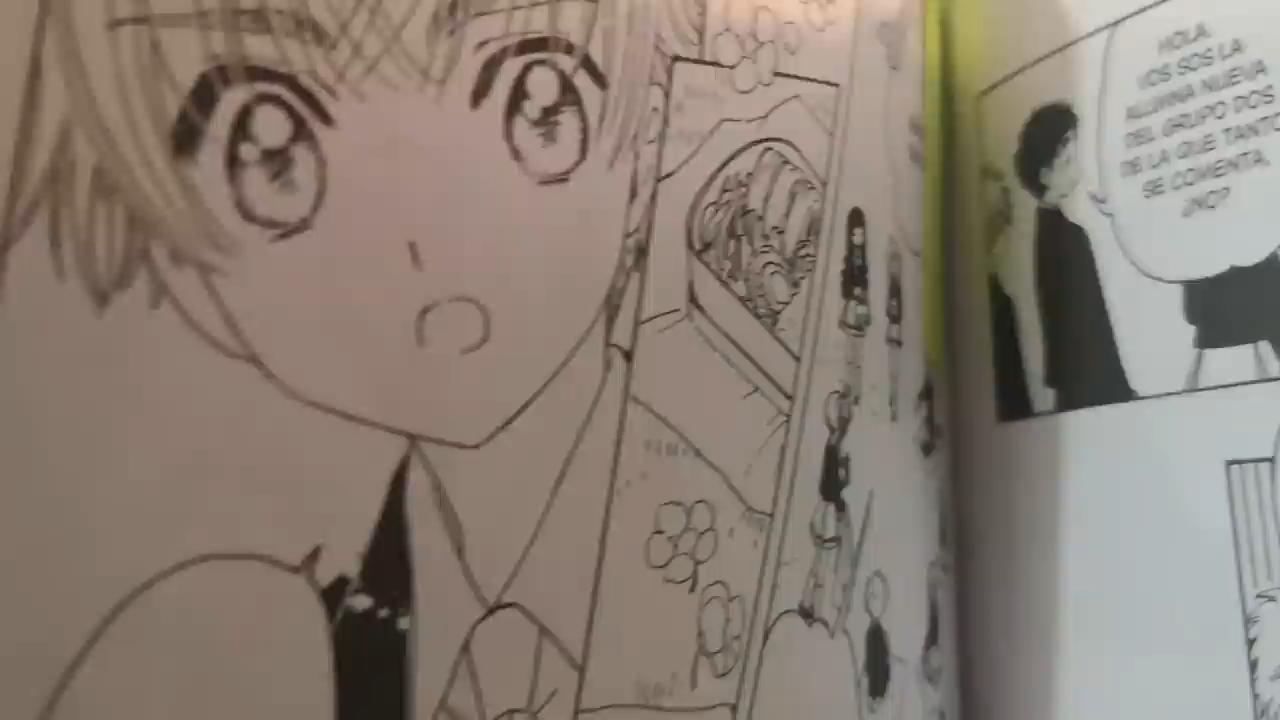 HOLA.
VOS SOS LA
ALUMNA NUEVA
DEL GRUPO DOS
DE LA QUE TANTO
SE COMENTA,
¿NO?